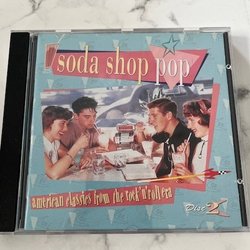 soda shop pop
american classics from the rock'n'roll era
Disc 2